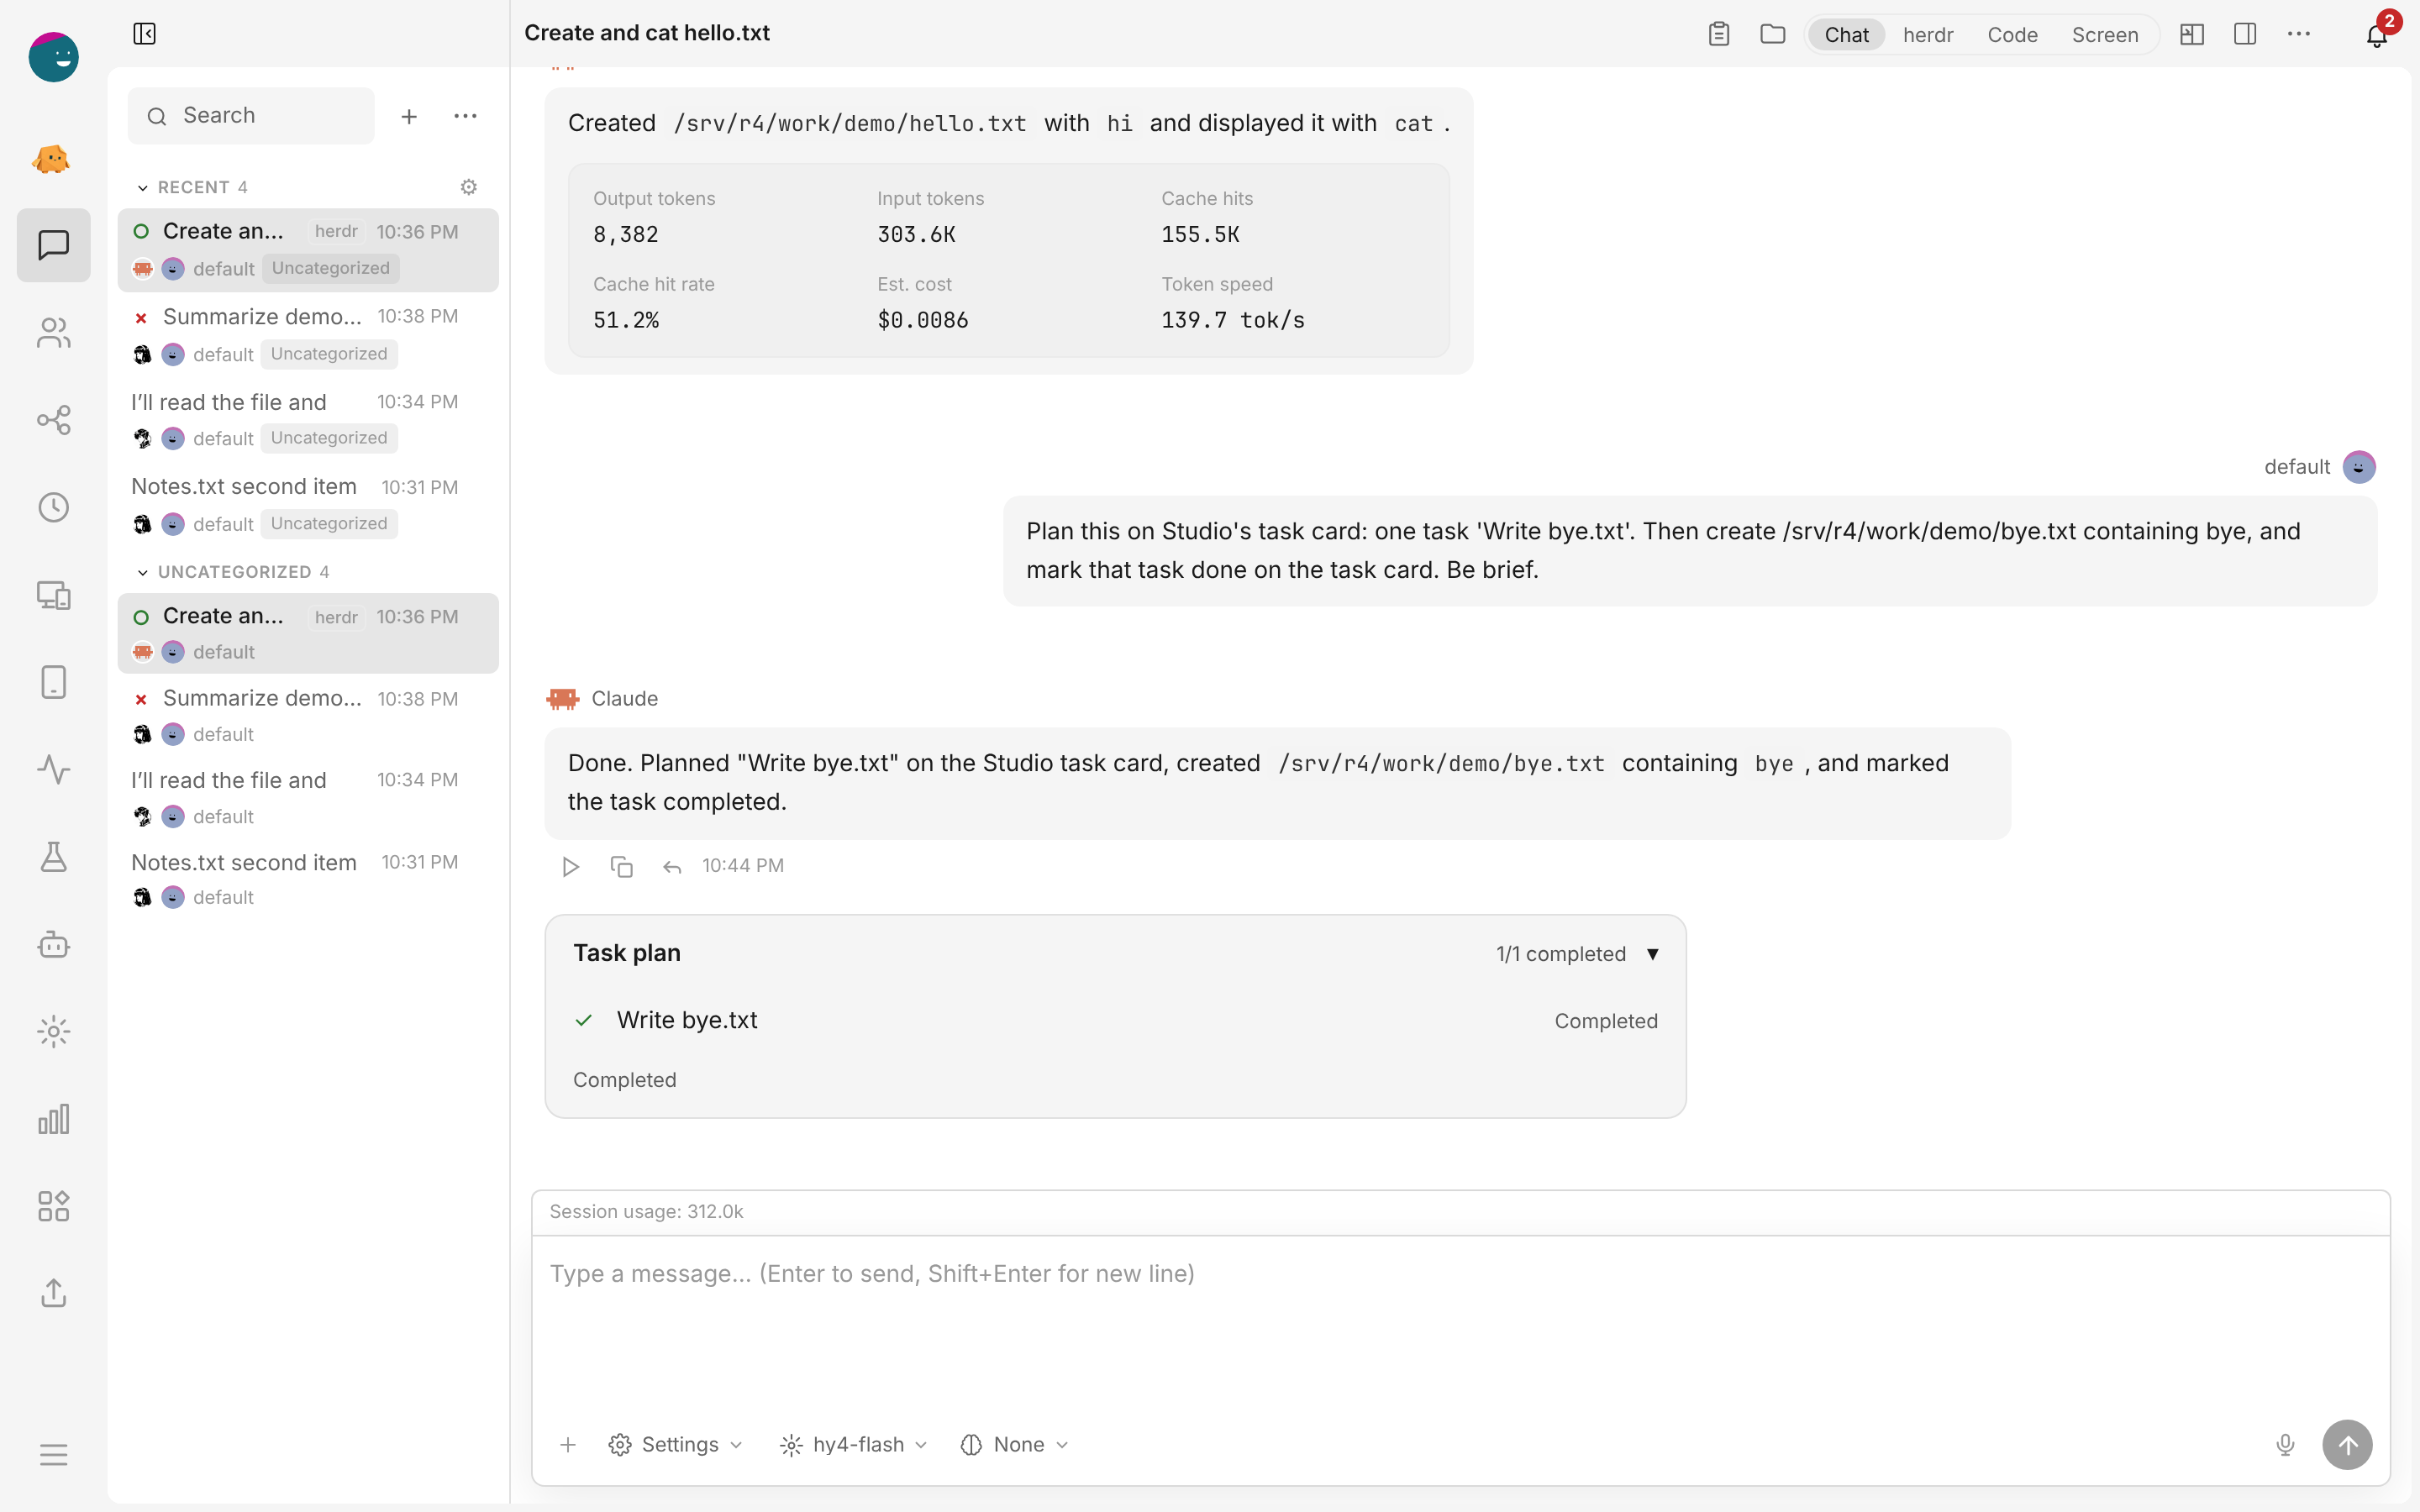 Create and cat hello.txt
Chat
herdr
Code
Screen
2
Search
RECENT 4
Create an... herdr 10:36 PM
default Uncategorized
Summarize demo... 10:38 PM
default Uncategorized
I'll read the file and 10:34 PM
default Uncategorized
Notes.txt second item 10:31 PM
default Uncategorized
UNCATEGORIZED 4
Create an... herdr 10:36 PM
default
Summarize demo... 10:38 PM
default
I'll read the file and 10:34 PM
default
Notes.txt second item 10:31 PM
default
Created /srv/r4/work/demo/hello.txt with hi and displayed it with cat .
Output tokens Input tokens Cache hits
8,382 303.6K 155.5K
Cache hit rate Est. cost Token speed
51.2% $0.0086 139.7 tok/s
default
Plan this on Studio's task card: one task 'Write bye.txt'. Then create /srv/r4/work/demo/bye.txt containing bye, and
mark that task done on the task card. Be brief.
Claude
Done. Planned "Write bye.txt" on the Studio task card, created /srv/r4/work/demo/bye.txt containing bye , and marked
the task completed.
10:44 PM
Task plan 1/1 completed
Write bye.txt Completed
Completed
Session usage: 312.0k
Type a message... (Enter to send, Shift+Enter for new line)
Settings hy4-flash None